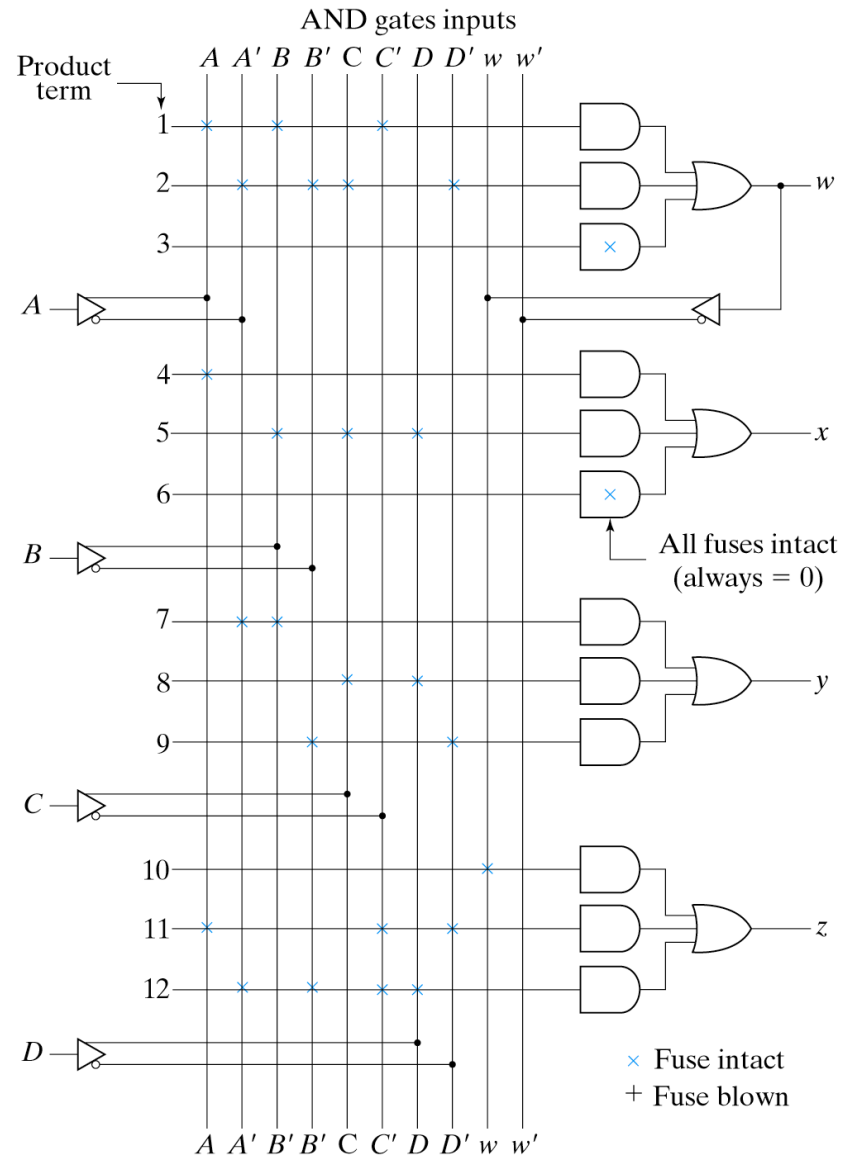 AND gates inputs
A A′ B B′ C C′ D D′ w w′
Product
term
1
2
w
3
A
4
5
x
6
B
All fuses intact
(always = 0)
7
8
y
9
C
10
11
z
12
D
× Fuse intact
+ Fuse blown
A A′ B′ B′ C C′ D D′ w w′